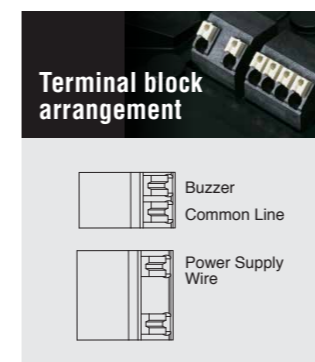 Terminal block
arrangement
Buzzer
Common Line
Power Supply
Wire